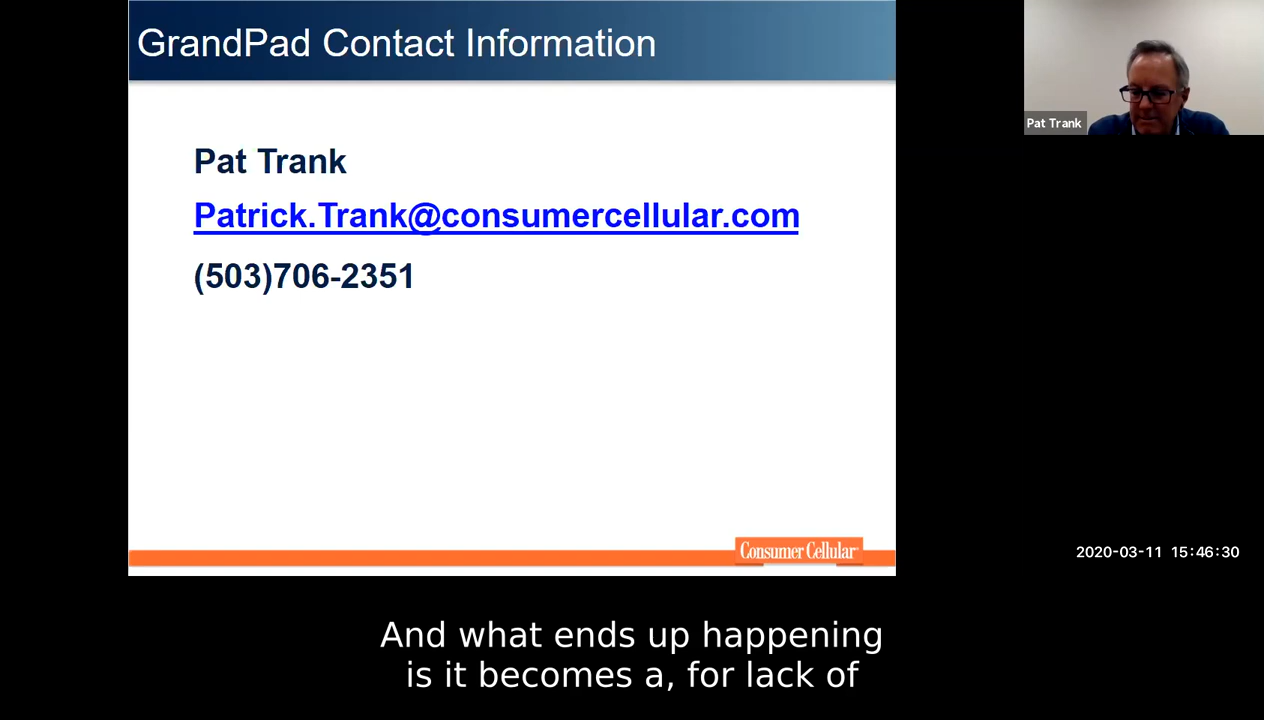 GrandPad Contact Information
Pat Trank
Pat Trank
Patrick.Trank@consumercellular.com
(503)706-2351
Consumer Cellular
2020-03-11 15:46:30
And what ends up happening
is it becomes a, for lack of